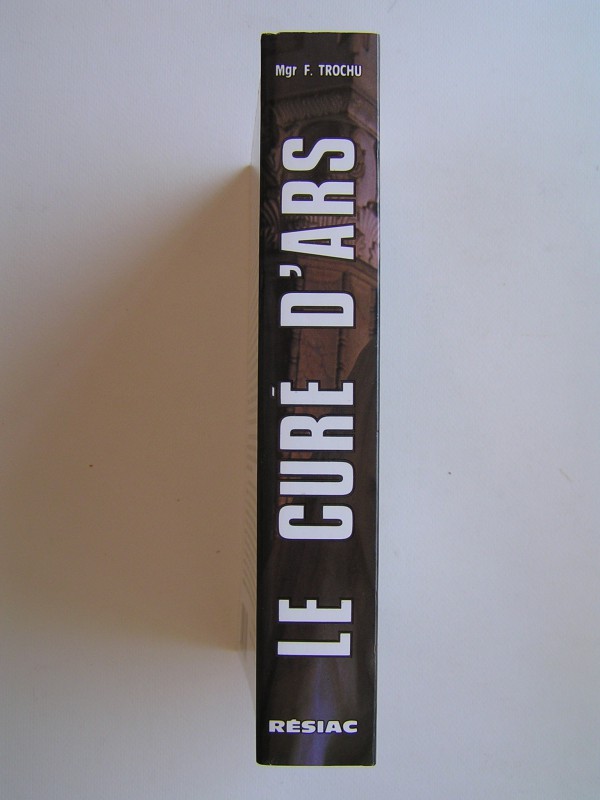 Mgr F. TROCHU
LE CURÉ D'ARS
RÉSIAC